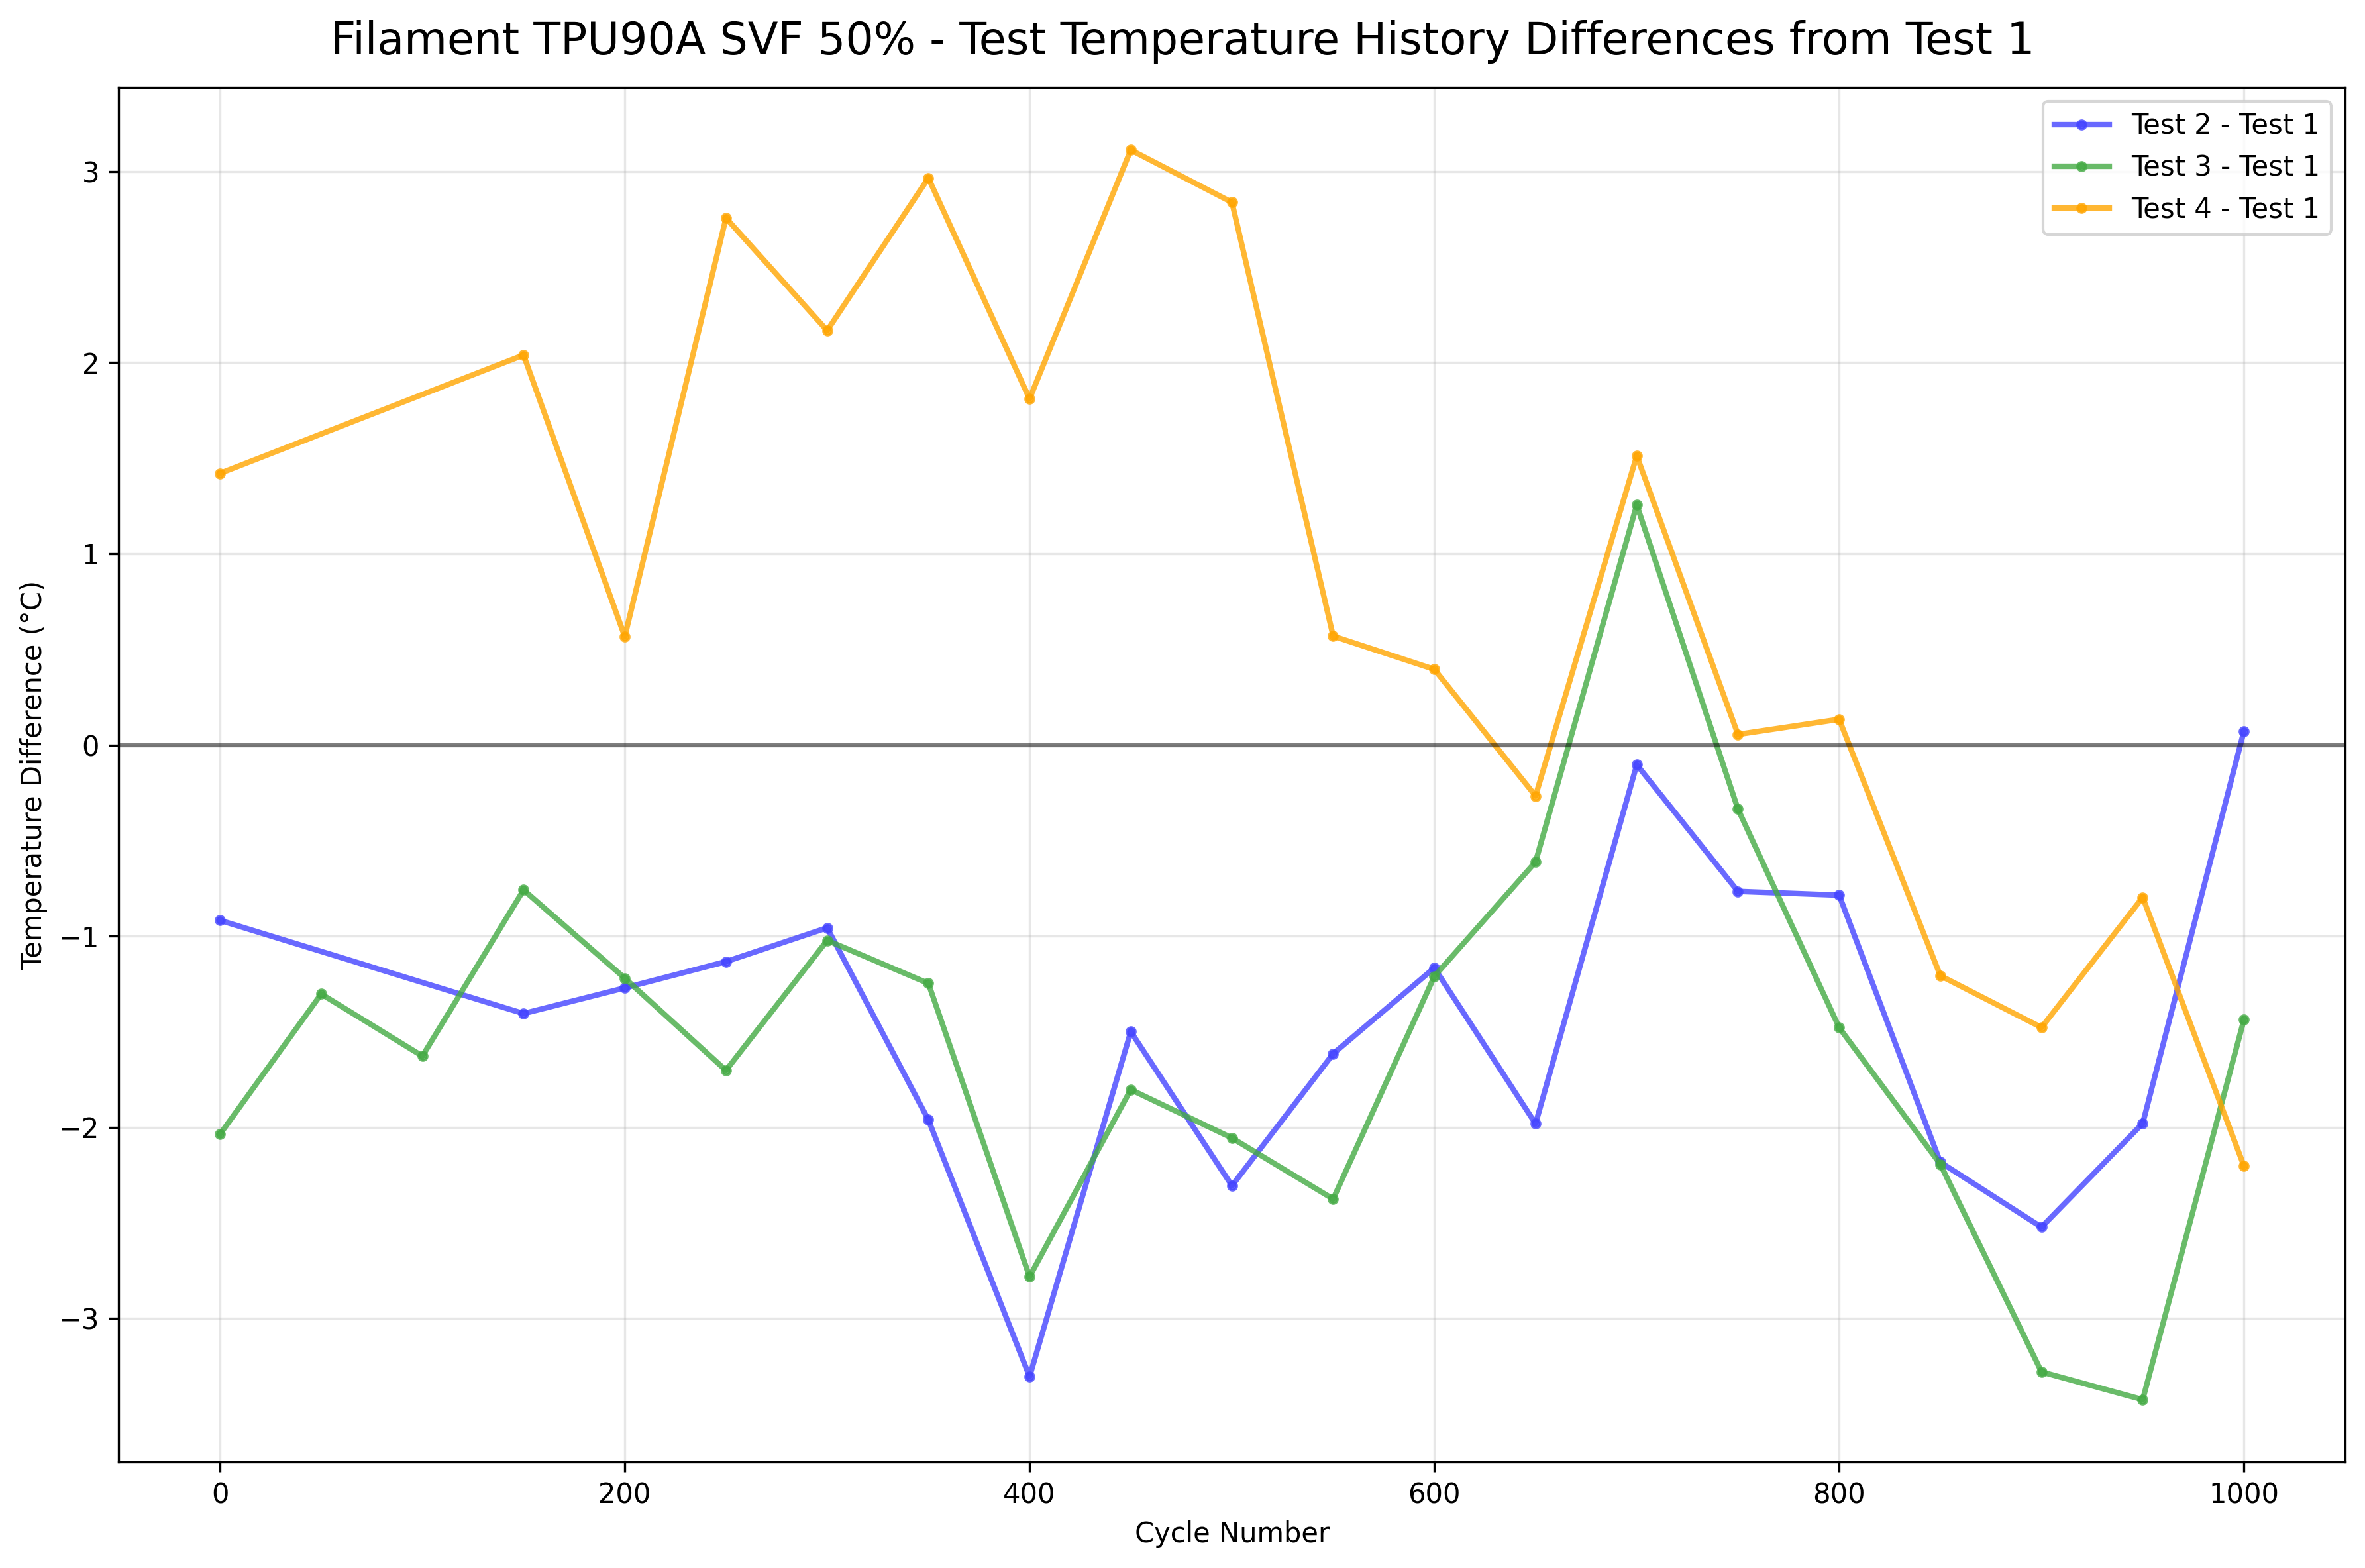 Filament TPU90A SVF 50% - Test Temperature History Differences from Test 1
Test 2 - Test 1
Test 3 - Test 1
Test 4 - Test 1
Temperature Difference (°C)
3
2
1
0
−1
−2
−3
0 200 400 600 800 1000
Cycle Number